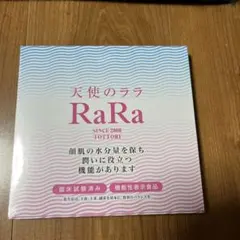 天使のララ
RaRa
SINCE 2000
TOTTORI
顔肌の水分量を保ち
潤いに役立つ
機能があります
臨床試験済み
機能性表示食品